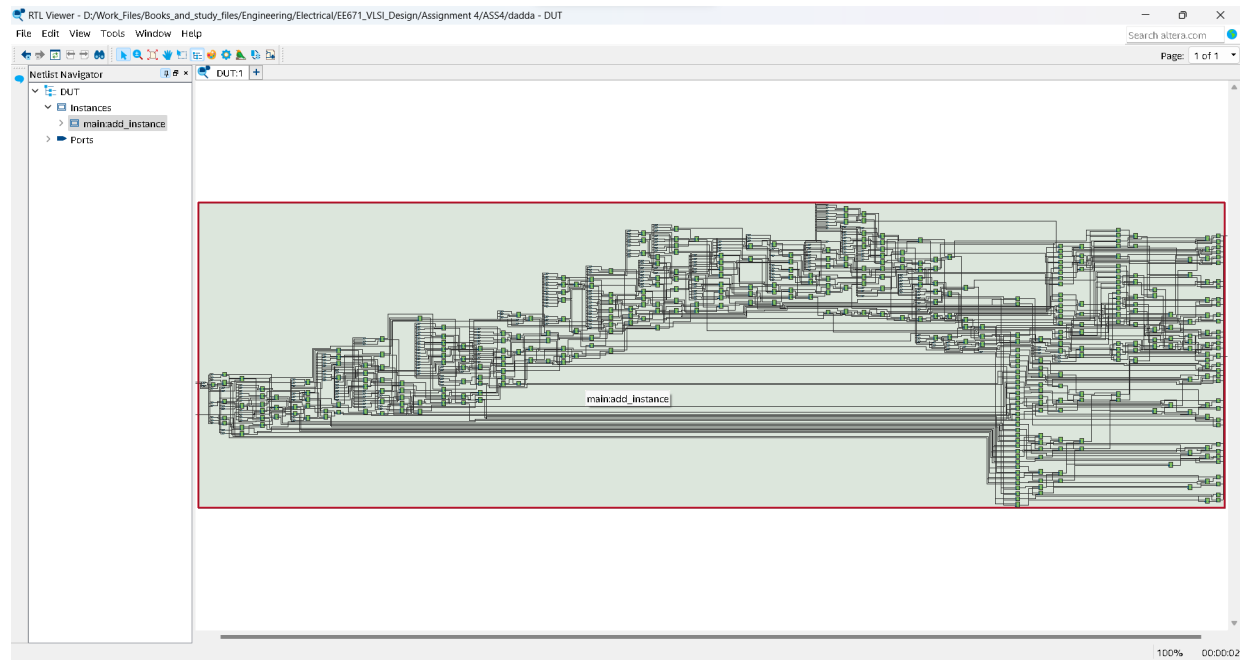 RTL Viewer - D:/Work_Files/Books_and_study_files/Engineering/Electrical/EE671_VLSI_Design/Assignment 4/ASS4/dadda - DUT
File Edit View Tools Window Help
Search altera.com
Page: 1 of 1
Netlist Navigator
DUT:1
DUT
Instances
main:add_instance
Ports
main:add_instance
100% 00:00:02